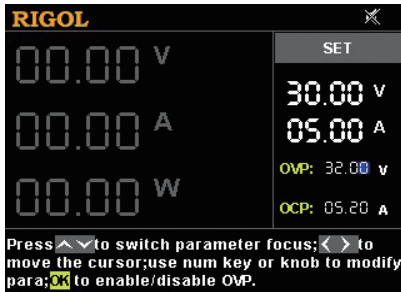 RIGOL
SET
00.00 V
30.00 V
00.00 A
05.00 A
OVP: 32.00 V
00.00 W
OCP: 05.20 A
Press to switch parameter focus; < > to
move the cursor;use num key or knob to modify
para;OK to enable/disable OVP.